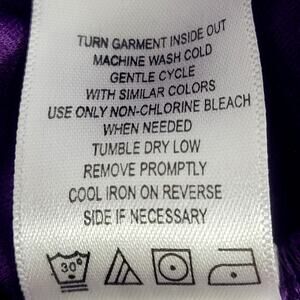 TURN GARMENT INSIDE OUT
MACHINE WASH COLD
GENTLE CYCLE
WITH SIMILAR COLORS
USE ONLY NON-CHLORINE BLEACH
WHEN NEEDED
TUMBLE DRY LOW
REMOVE PROMPTLY
COOL IRON ON REVERSE
SIDE IF NECESSARY
30°